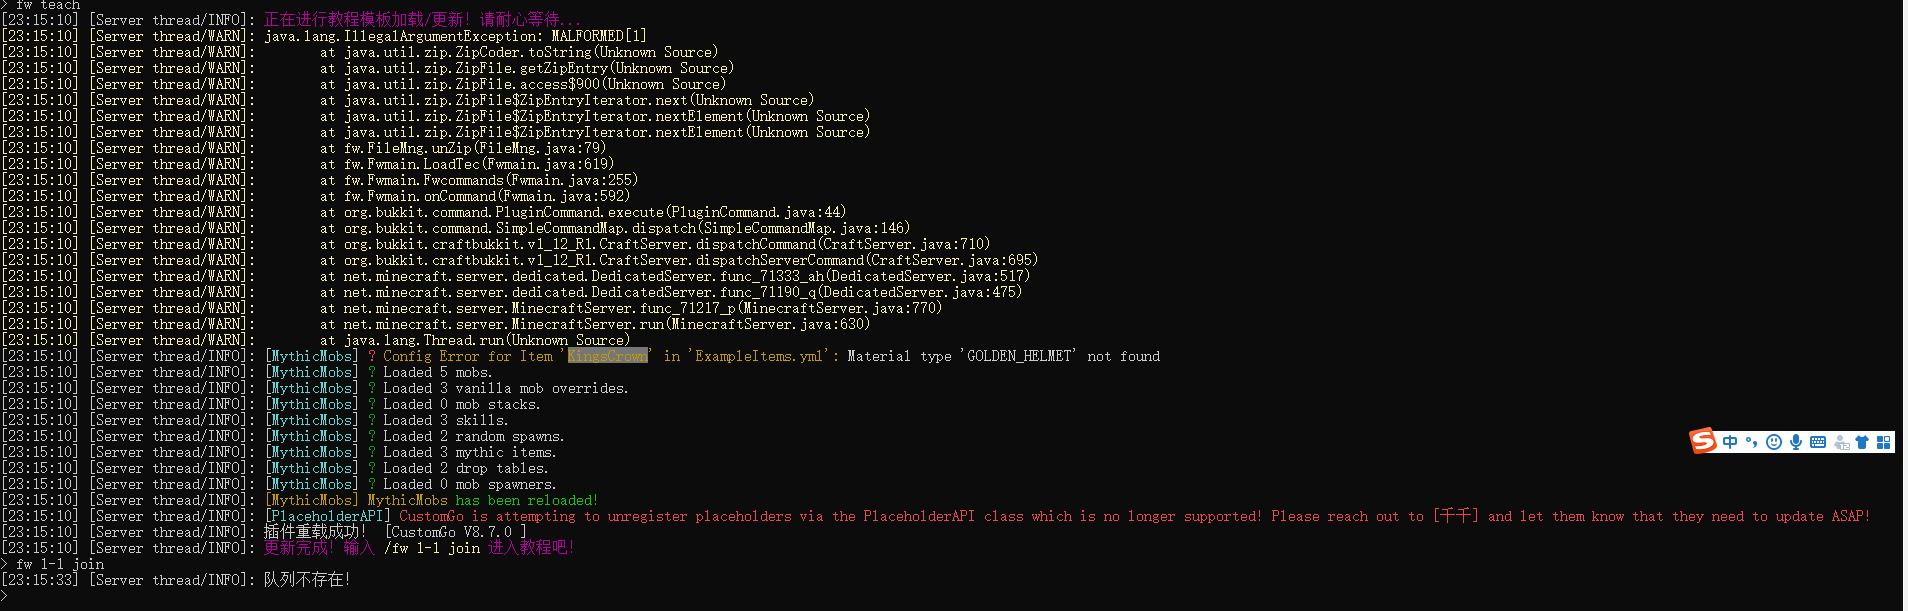 > fw teach
[23:15:10] [Server thread/INFO]: 正在进行教程模板加载/更新! 请耐心等待...
[23:15:10] [Server thread/WARN]: java.lang.IllegalArgumentException: MALFORMED[1]
[23:15:10] [Server thread/WARN]:        at java.util.zip.ZipCoder.toString(Unknown Source)
[23:15:10] [Server thread/WARN]:        at java.util.zip.ZipFile.getZipEntry(Unknown Source)
[23:15:10] [Server thread/WARN]:        at java.util.zip.ZipFile.access$900(Unknown Source)
[23:15:10] [Server thread/WARN]:        at java.util.zip.ZipFile$ZipEntryIterator.next(Unknown Source)
[23:15:10] [Server thread/WARN]:        at java.util.zip.ZipFile$ZipEntryIterator.nextElement(Unknown Source)
[23:15:10] [Server thread/WARN]:        at java.util.zip.ZipFile$ZipEntryIterator.nextElement(Unknown Source)
[23:15:10] [Server thread/WARN]:        at fw.FileMng.unZip(FileMng.java:79)
[23:15:10] [Server thread/WARN]:        at fw.Fwmain.LoadTec(Fwmain.java:619)
[23:15:10] [Server thread/WARN]:        at fw.Fwmain.Fwcommands(Fwmain.java:255)
[23:15:10] [Server thread/WARN]:        at fw.Fwmain.onCommand(Fwmain.java:592)
[23:15:10] [Server thread/WARN]:        at org.bukkit.command.PluginCommand.execute(PluginCommand.java:44)
[23:15:10] [Server thread/WARN]:        at org.bukkit.command.SimpleCommandMap.dispatch(SimpleCommandMap.java:146)
[23:15:10] [Server thread/WARN]:        at org.bukkit.craftbukkit.v1_12_R1.CraftServer.dispatchCommand(CraftServer.java:710)
[23:15:10] [Server thread/WARN]:        at org.bukkit.craftbukkit.v1_12_R1.CraftServer.dispatchServerCommand(CraftServer.java:695)
[23:15:10] [Server thread/WARN]:        at net.minecraft.server.dedicated.DedicatedServer.func_71333_ah(DedicatedServer.java:517)
[23:15:10] [Server thread/WARN]:        at net.minecraft.server.dedicated.DedicatedServer.func_71190_q(DedicatedServer.java:475)
[23:15:10] [Server thread/WARN]:        at net.minecraft.server.MinecraftServer.func_71217_p(MinecraftServer.java:770)
[23:15:10] [Server thread/WARN]:        at net.minecraft.server.MinecraftServer.run(MinecraftServer.java:630)
[23:15:10] [Server thread/WARN]:        at java.lang.Thread.run(Unknown Source)
[23:15:10] [Server thread/INFO]: [MythicMobs] ? Config Error for Item 'KingsCrown' in 'ExampleItems.yml': Material type 'GOLDEN_HELMET' not found
[23:15:10] [Server thread/INFO]: [MythicMobs] ? Loaded 5 mobs.
[23:15:10] [Server thread/INFO]: [MythicMobs] ? Loaded 3 vanilla mob overrides.
[23:15:10] [Server thread/INFO]: [MythicMobs] ? Loaded 0 mob stacks.
[23:15:10] [Server thread/INFO]: [MythicMobs] ? Loaded 3 skills.
[23:15:10] [Server thread/INFO]: [MythicMobs] ? Loaded 2 random spawns.
[23:15:10] [Server thread/INFO]: [MythicMobs] ? Loaded 3 mythic items.
[23:15:10] [Server thread/INFO]: [MythicMobs] ? Loaded 2 drop tables.
[23:15:10] [Server thread/INFO]: [MythicMobs] ? Loaded 0 mob spawners.
[23:15:10] [Server thread/INFO]: [MythicMobs] MythicMobs has been reloaded!
[23:15:10] [Server thread/INFO]: [PlaceholderAPI] CustomGo is attempting to unregister placeholders via the PlaceholderAPI class which is no longer supported! Please reach out to [千千] and let them know that they need to update ASAP!
[23:15:10] [Server thread/INFO]: 插件重载成功! [CustomGo V8.7.0 ]
[23:15:10] [Server thread/INFO]: 更新完成! 输入 /fw 1-1 join 进入教程吧!
> fw 1-1 join
[23:15:33] [Server thread/INFO]: 队列不存在!
>
S 中